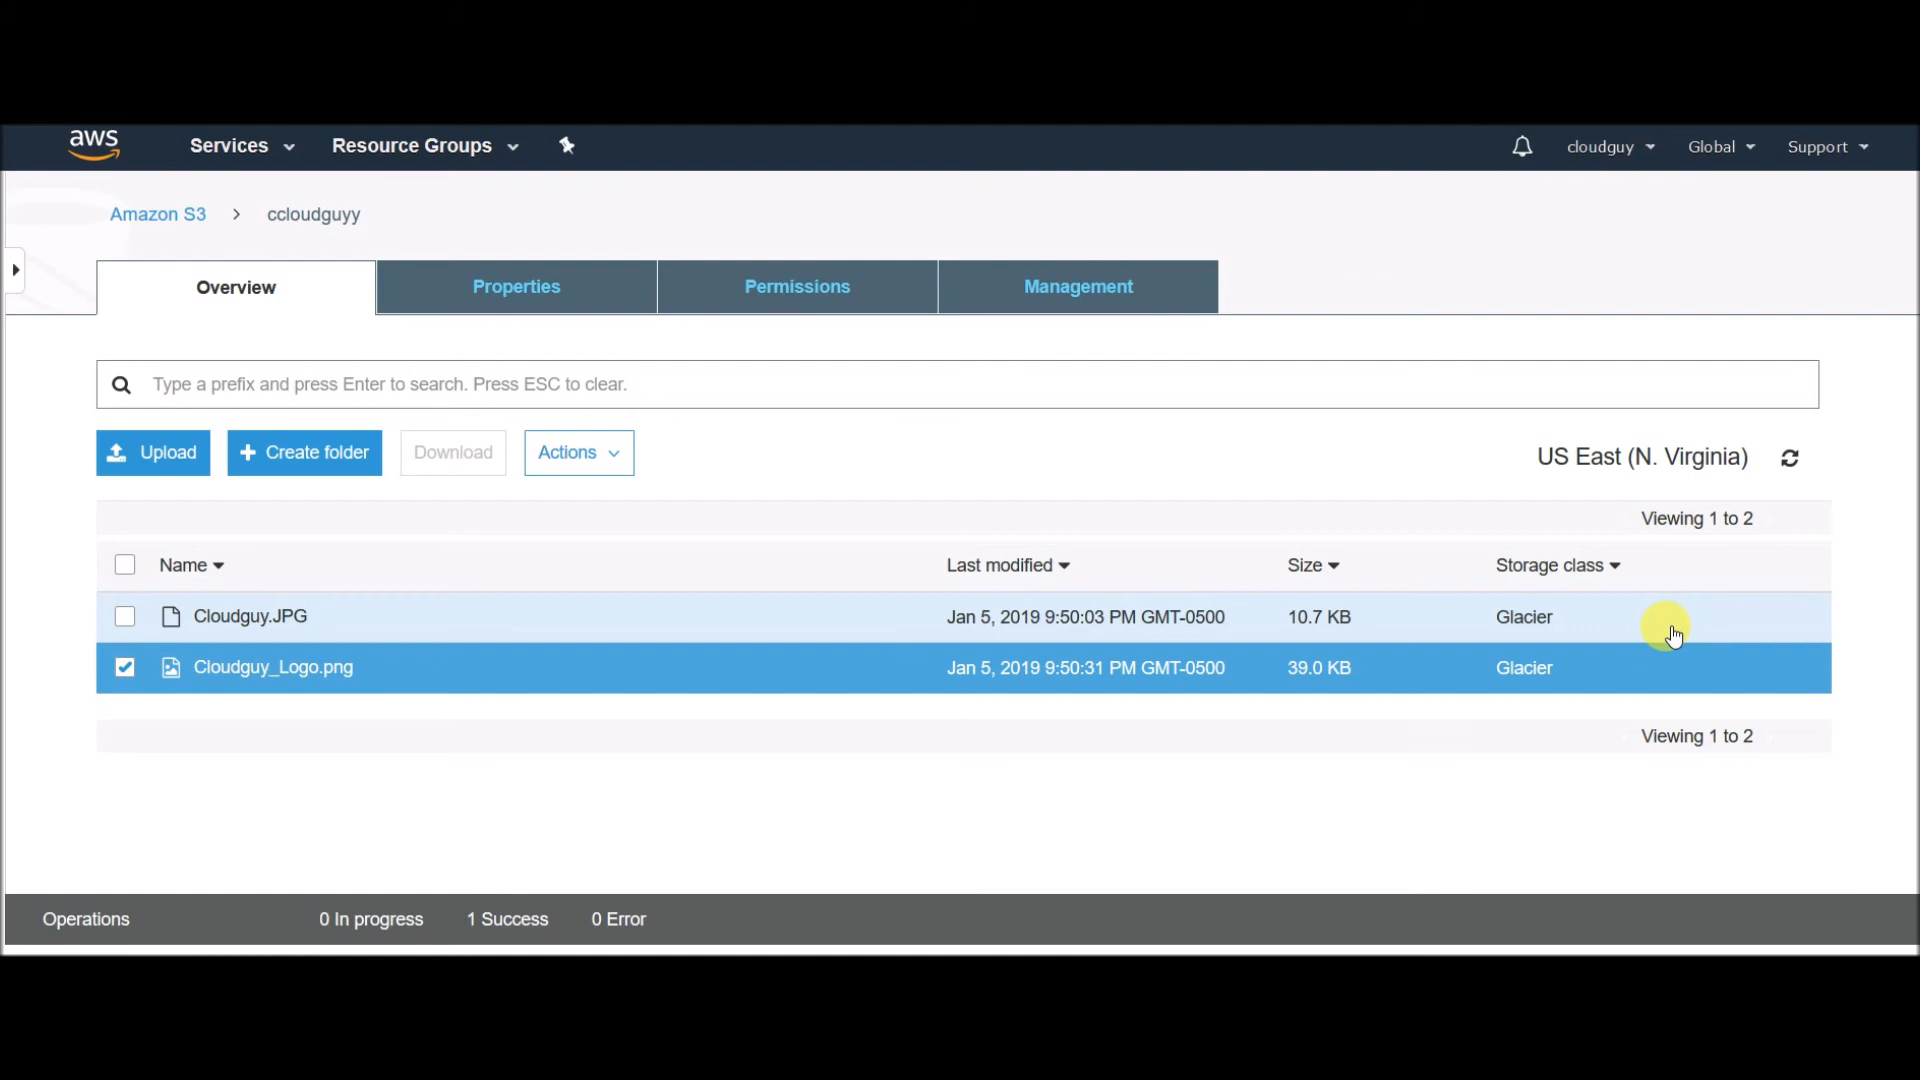 aws Services Resource Groups cloudguy Global Support
Amazon S3 > ccloudguyy
Overview Properties Permissions Management
Type a prefix and press Enter to search. Press ESC to clear.
Upload + Create folder Download Actions US East (N. Virginia)
Viewing 1 to 2
Name Last modified Size Storage class
Cloudguy.JPG Jan 5, 2019 9:50:03 PM GMT-0500 10.7 KB Glacier
Cloudguy_Logo.png Jan 5, 2019 9:50:31 PM GMT-0500 39.0 KB Glacier
Viewing 1 to 2
Operations 0 In progress 1 Success 0 Error